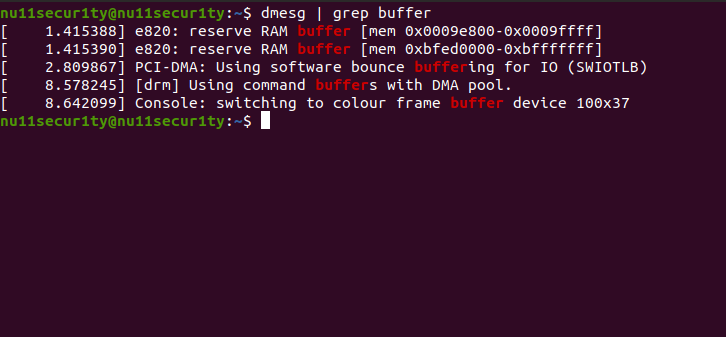 nu11secur1ty@nu11secur1ty:~$ dmesg | grep buffer
[    1.415388] e820: reserve RAM buffer [mem 0x0009e800-0x0009ffff]
[    1.415390] e820: reserve RAM buffer [mem 0xbfed0000-0xbfffffff]
[    2.809867] PCI-DMA: Using software bounce buffering for IO (SWIOTLB)
[    8.578245] [drm] Using command buffers with DMA pool.
[    8.642099] Console: switching to colour frame buffer device 100x37
nu11secur1ty@nu11secur1ty:~$